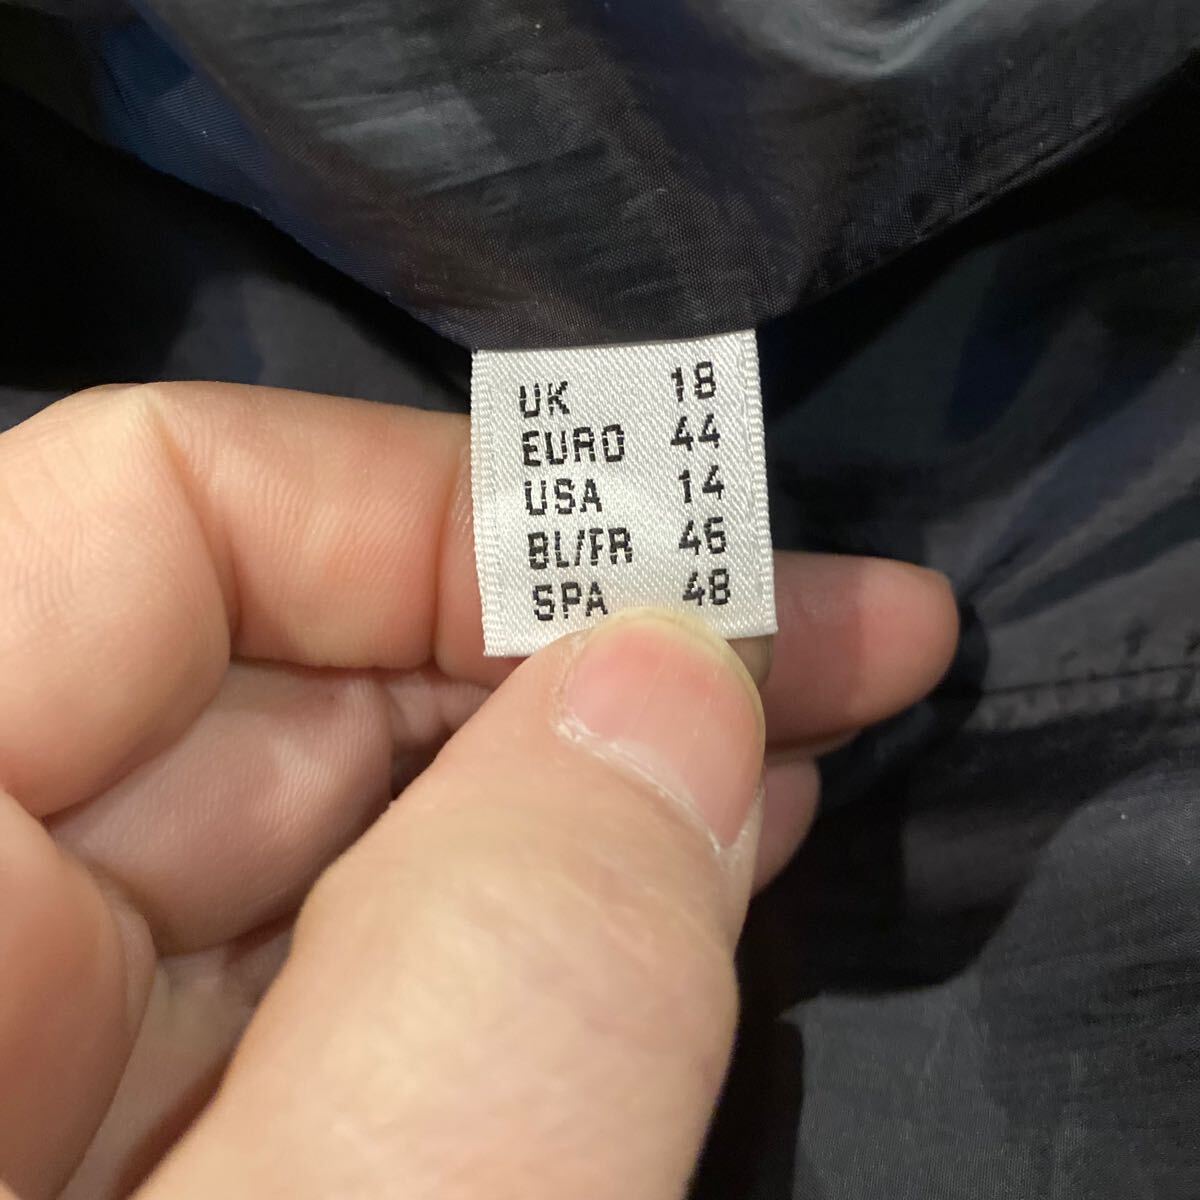 UK 18
EURO 44
USA 14
BL/FR 46
SPA 48